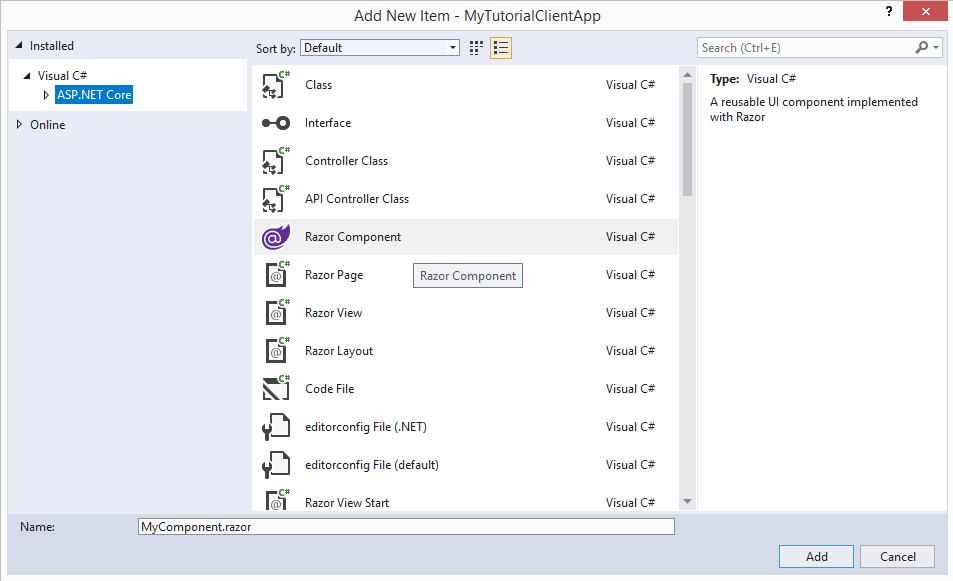 Add New Item - MyTutorialClientApp
?
Installed
Visual C#
ASP.NET Core
Online
Sort by: Default
Search (Ctrl+E)
C# Class Visual C#
Interface Visual C#
C# Controller Class Visual C#
C# API Controller Class Visual C#
@ Razor Component Visual C#
C# @ Razor Page Visual C#
Razor Component
C# @ Razor View Visual C#
C# @ Razor Layout Visual C#
C# Code File Visual C#
editorconfig File (.NET) Visual C#
editorconfig File (default) Visual C#
C# @ Razor View Start Visual C#
Type: Visual C#
A reusable UI component implemented
with Razor
Name: MyComponent.razor
Add Cancel